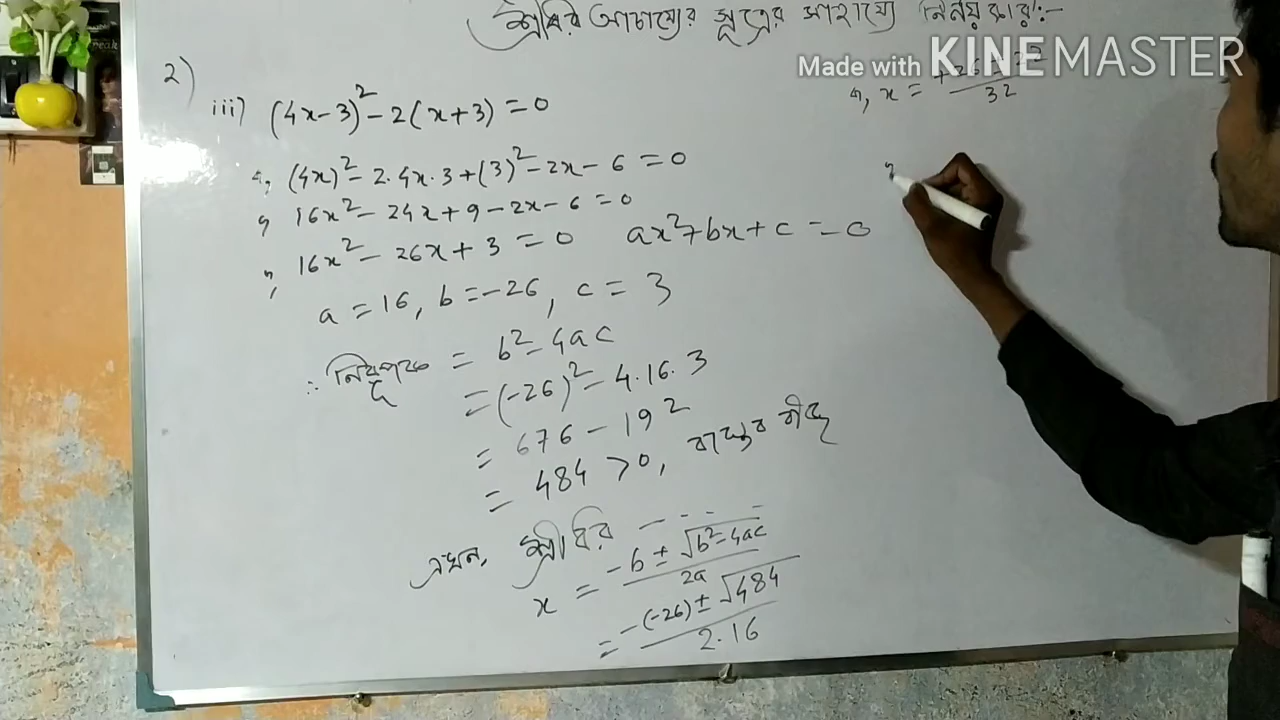 শ্রীধর আচার্যের সূত্রের সাহায্যে নির্ণয় কর:-
Made with KINEMASTER
2)
iii) (4x-3)² - 2(x+3) = 0
বা, (4x)² - 2.4x.3 + (3)² - 2x - 6 = 0
" 16x² - 24x + 9 - 2x - 6 = 0
" 16x² - 26x + 3 = 0 ax² + bx + c = 0
a = 16, b = -26, c = 3
∴ নিরূপক = b² - 4ac
= (-26)² - 4.16.3
= 676 - 192
= 484 > 0, বাস্তব বীজ
এখন, শ্রীধর - - - -
x = -b ± √b² - 4ac / 2a
= -(-26) ± √484 / 2.16
বা, x = +26 ± 22 / 32